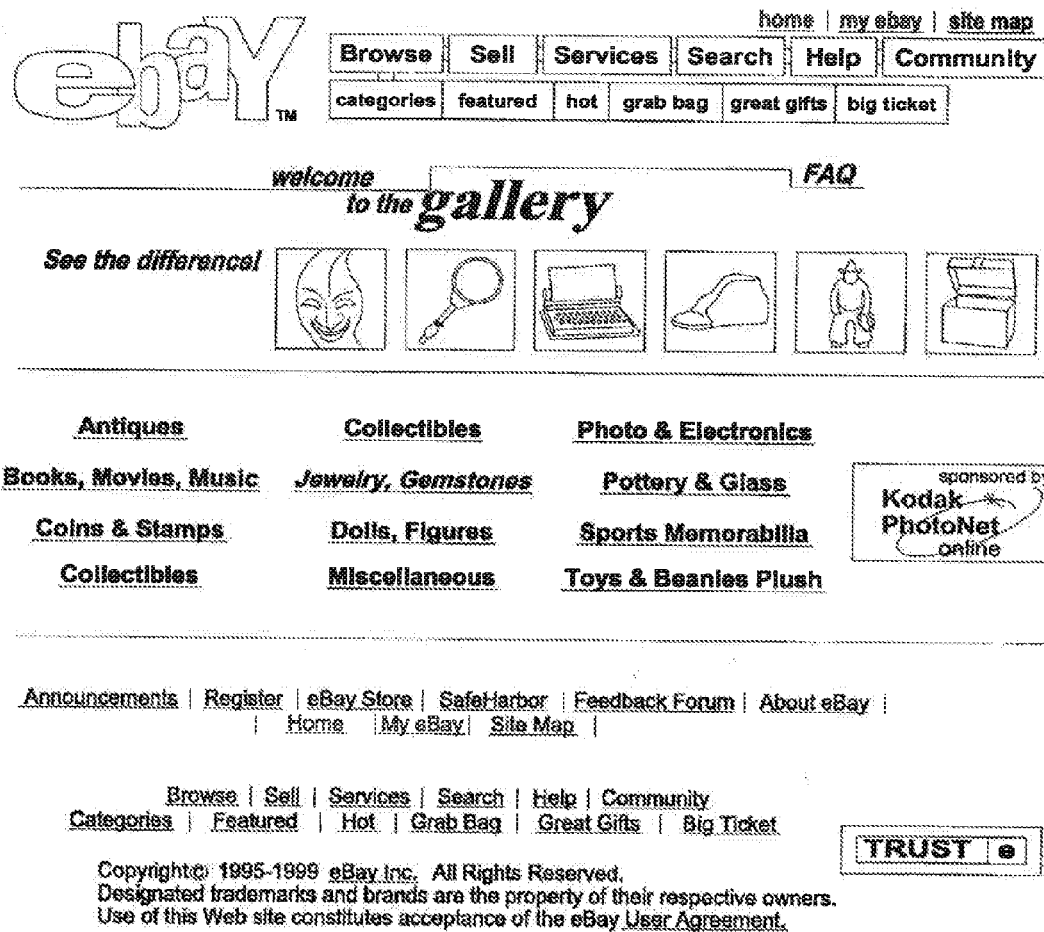 home | my ebay | site map
ebaY™
Browse Sell Services Search Help Community
categories featured hot grab bag great gifts big ticket
welcome to the gallery FAQ
See the difference!
Antiques Collectibles Photo & Electronics
Books, Movies, Music Jewelry, Gemstones Pottery & Glass
Coins & Stamps Dolls, Figures Sports Memorabilia
Collectibles Miscellaneous Toys & Beanies Plush
sponsored by
Kodak
PhotoNet
online
Announcements | Register | eBay Store | SafeHarbor | Feedback Forum | About eBay |
| Home | My eBay | Site Map |
Browse | Sell | Services | Search | Help | Community
Categories | Featured | Hot | Grab Bag | Great Gifts | Big Ticket
TRUST e
Copyright© 1995-1999 eBay Inc. All Rights Reserved.
Designated trademarks and brands are the property of their respective owners.
Use of this Web site constitutes acceptance of the eBay User Agreement.